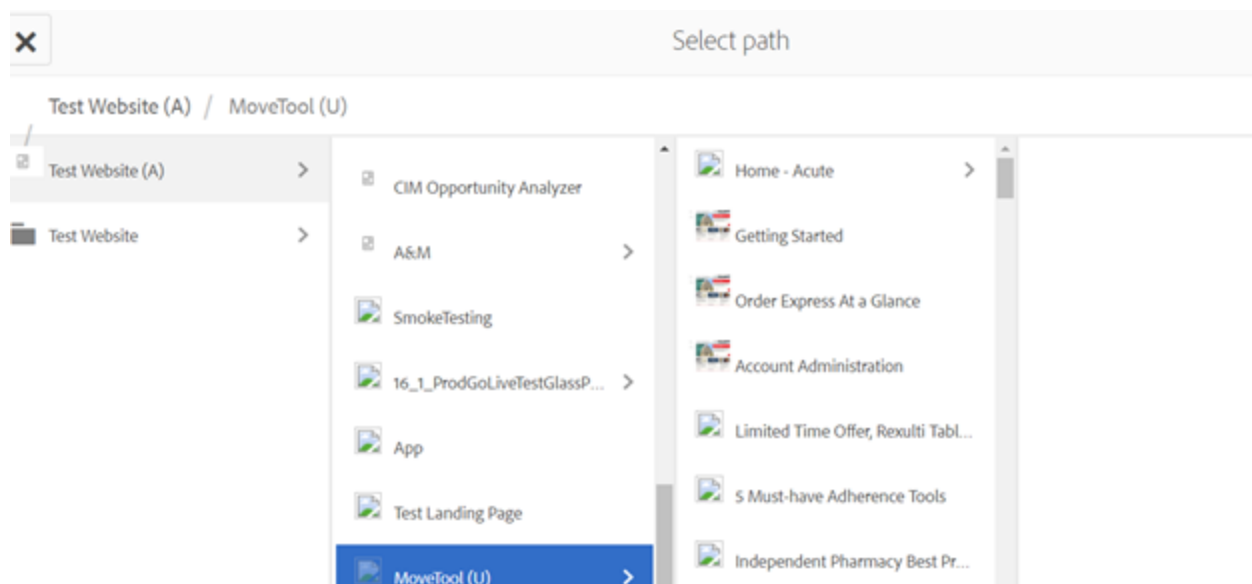 Select path
Test Website (A) / MoveTool (U)
/
Test Website (A)
Test Website
CIM Opportunity Analyzer
A&M
SmokeTesting
16_1_ProdGoLiveTestGlassP...
App
Test Landing Page
MoveTool (U)
Home - Acute
Getting Started
Order Express At a Glance
Account Administration
Limited Time Offer, Rexulti Tabl...
5 Must-have Adherence Tools
Independent Pharmacy Best Pr...